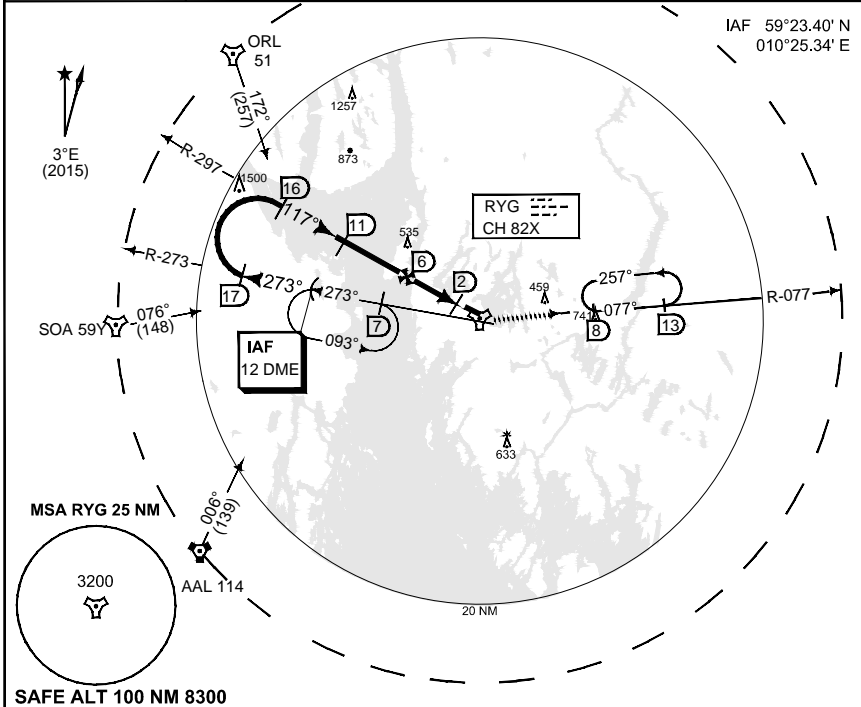 IAF 59°23.40' N
010°25.34' E
ORL
51
172°
(257)
3°E
(2015)
1257
873
R-297
1500
16
117°
11
RYG
CH 82X
535
6
R-273
17
273°
273°
7
2
459
257°
077°
741
8
13
R-077
SOA 59Y
076°
(148)
IAF
12 DME
093°
633
006°
(139)
AAL 114
MSA RYG 25 NM
3200
20 NM
SAFE ALT 100 NM 8300